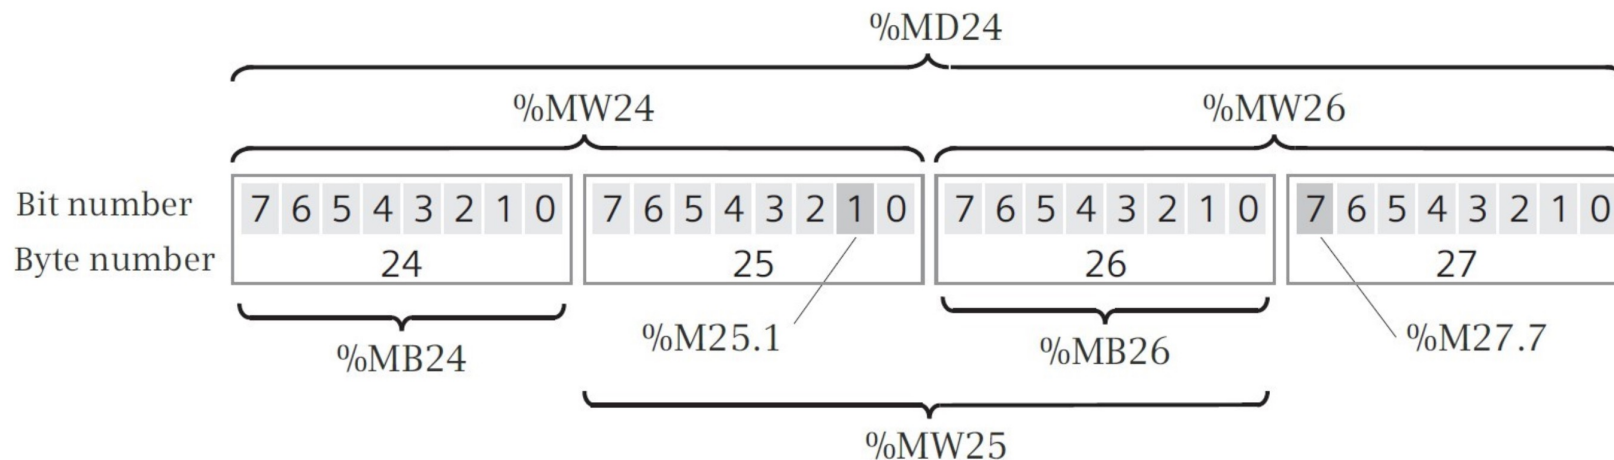 %MD24
%MW24 %MW26
Bit number 7 6 5 4 3 2 1 0 7 6 5 4 3 2 1 0 7 6 5 4 3 2 1 0 7 6 5 4 3 2 1 0
Byte number 24 25 26 27
%M25.1 %M27.7
%MB24 %MB26
%MW25